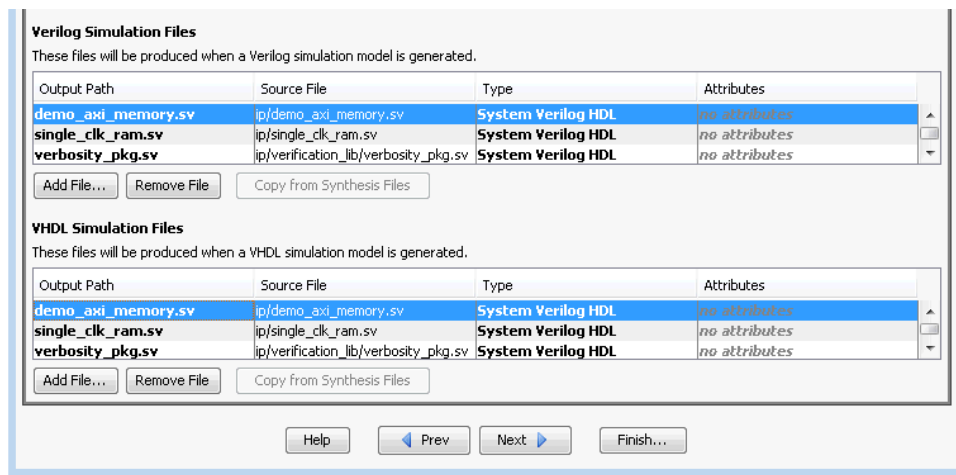 Verilog Simulation Files
These files will be produced when a Verilog simulation model is generated.
Output Path Source File Type Attributes
demo_axi_memory.sv ip/demo_axi_memory.sv System Verilog HDL no attributes
single_clk_ram.sv ip/single_clk_ram.sv System Verilog HDL no attributes
verbosity_pkg.sv ip/verification_lib/verbosity_pkg.sv System Verilog HDL no attributes
Add File... Remove File Copy from Synthesis Files
VHDL Simulation Files
These files will be produced when a VHDL simulation model is generated.
Output Path Source File Type Attributes
demo_axi_memory.sv ip/demo_axi_memory.sv System Verilog HDL no attributes
single_clk_ram.sv ip/single_clk_ram.sv System Verilog HDL no attributes
verbosity_pkg.sv ip/verification_lib/verbosity_pkg.sv System Verilog HDL no attributes
Add File... Remove File Copy from Synthesis Files
Help Prev Next Finish...